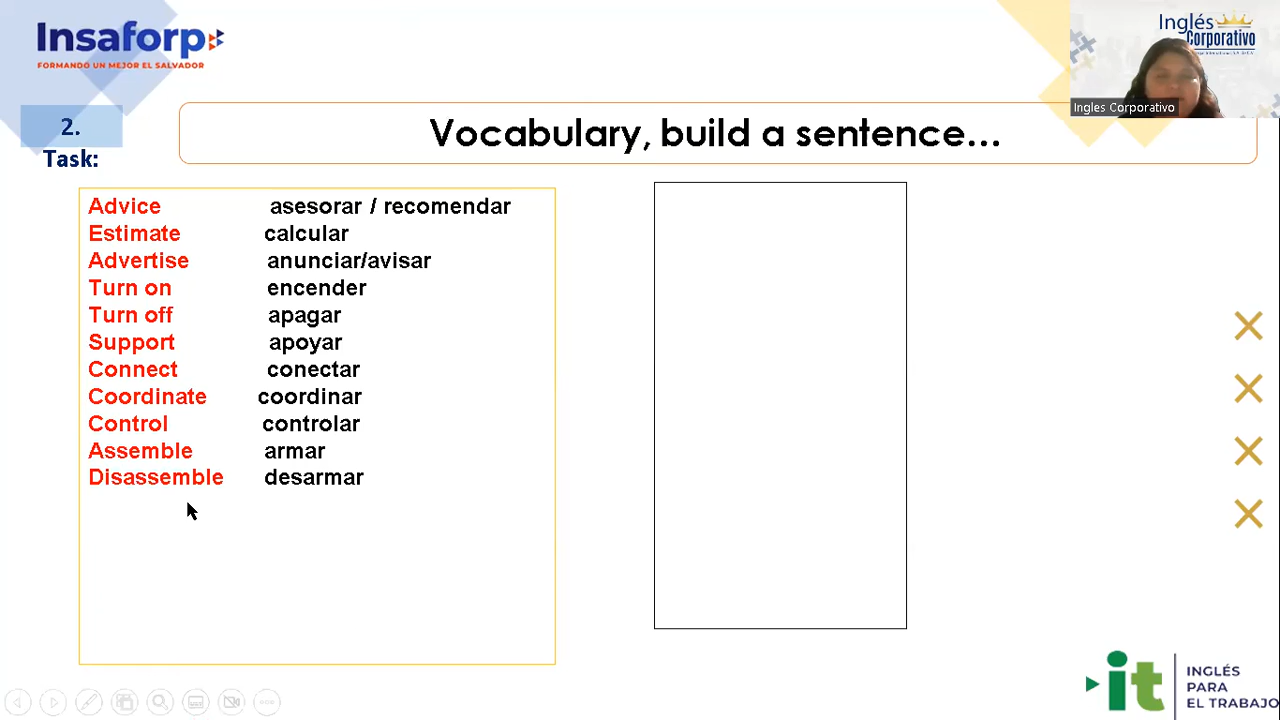 Insaforp
FORMANDO UN MEJOR EL SALVADOR
Inglés
Corporativo
Ingles Corporativo
2.
Task:
Vocabulary, build a sentence...
Advice asesorar / recomendar
Estimate calcular
Advertise anunciar/avisar
Turn on encender
Turn off apagar
Support apoyar
Connect conectar
Coordinate coordinar
Control controlar
Assemble armar
Disassemble desarmar
it
INGLÉS
PARA
EL TRABAJO